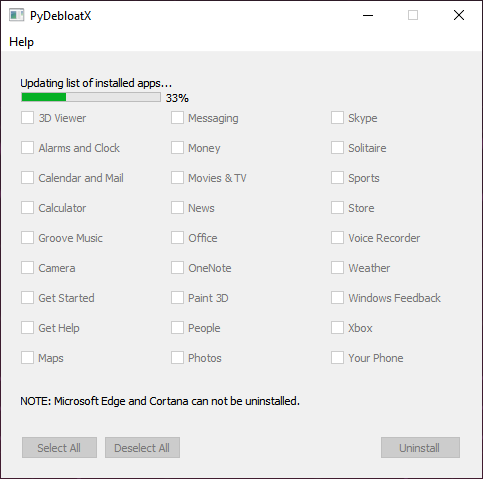 PyDebloatX
Help
Updating list of installed apps...
33%
3D Viewer Messaging Skype
Alarms and Clock Money Solitaire
Calendar and Mail Movies & TV Sports
Calculator News Store
Groove Music Office Voice Recorder
Camera OneNote Weather
Get Started Paint 3D Windows Feedback
Get Help People Xbox
Maps Photos Your Phone
NOTE: Microsoft Edge and Cortana can not be uninstalled.
Select All Deselect All Uninstall